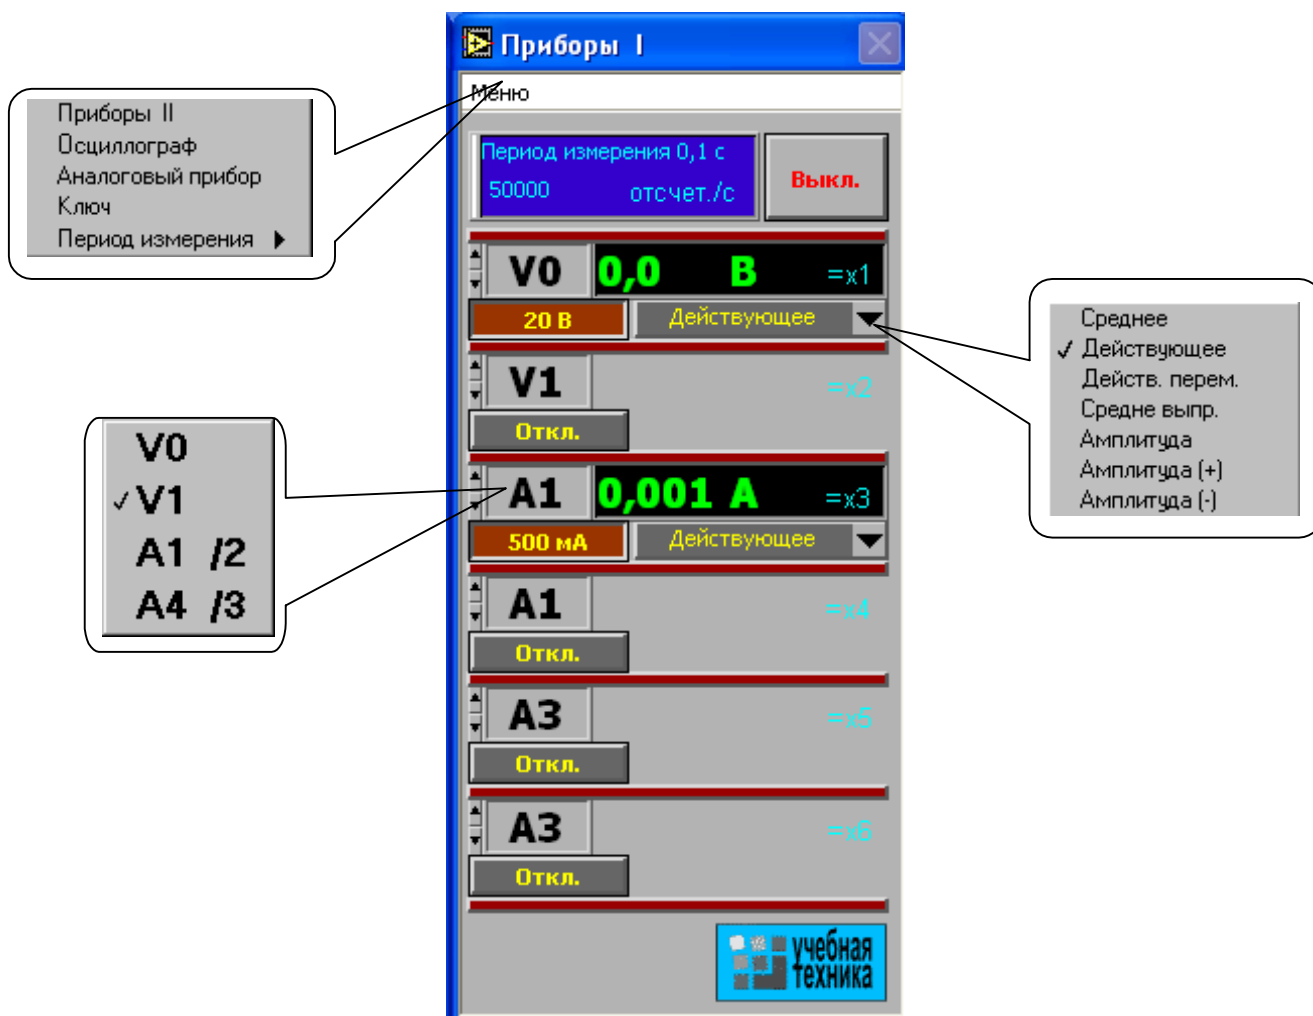 Приборы I
Меню
Приборы II
Осциллограф
Аналоговый прибор
Ключ
Период измерения
Период измерения 0,1 с
50000 отсчет./с
Выкл.
V0 0,0 В =x1
20 В Действующее
V1 =x2
Откл.
A1 0,001 А =x3
500 мА Действующее
A1 =x4
Откл.
A3 =x5
Откл.
A3 =x6
Откл.
учебная
техника
V0
V1
A1 /2
A4 /3
Среднее
Действующее
Действ. перем.
Средне выпр.
Амплитуда
Амплитуда (+)
Амплитуда (-)